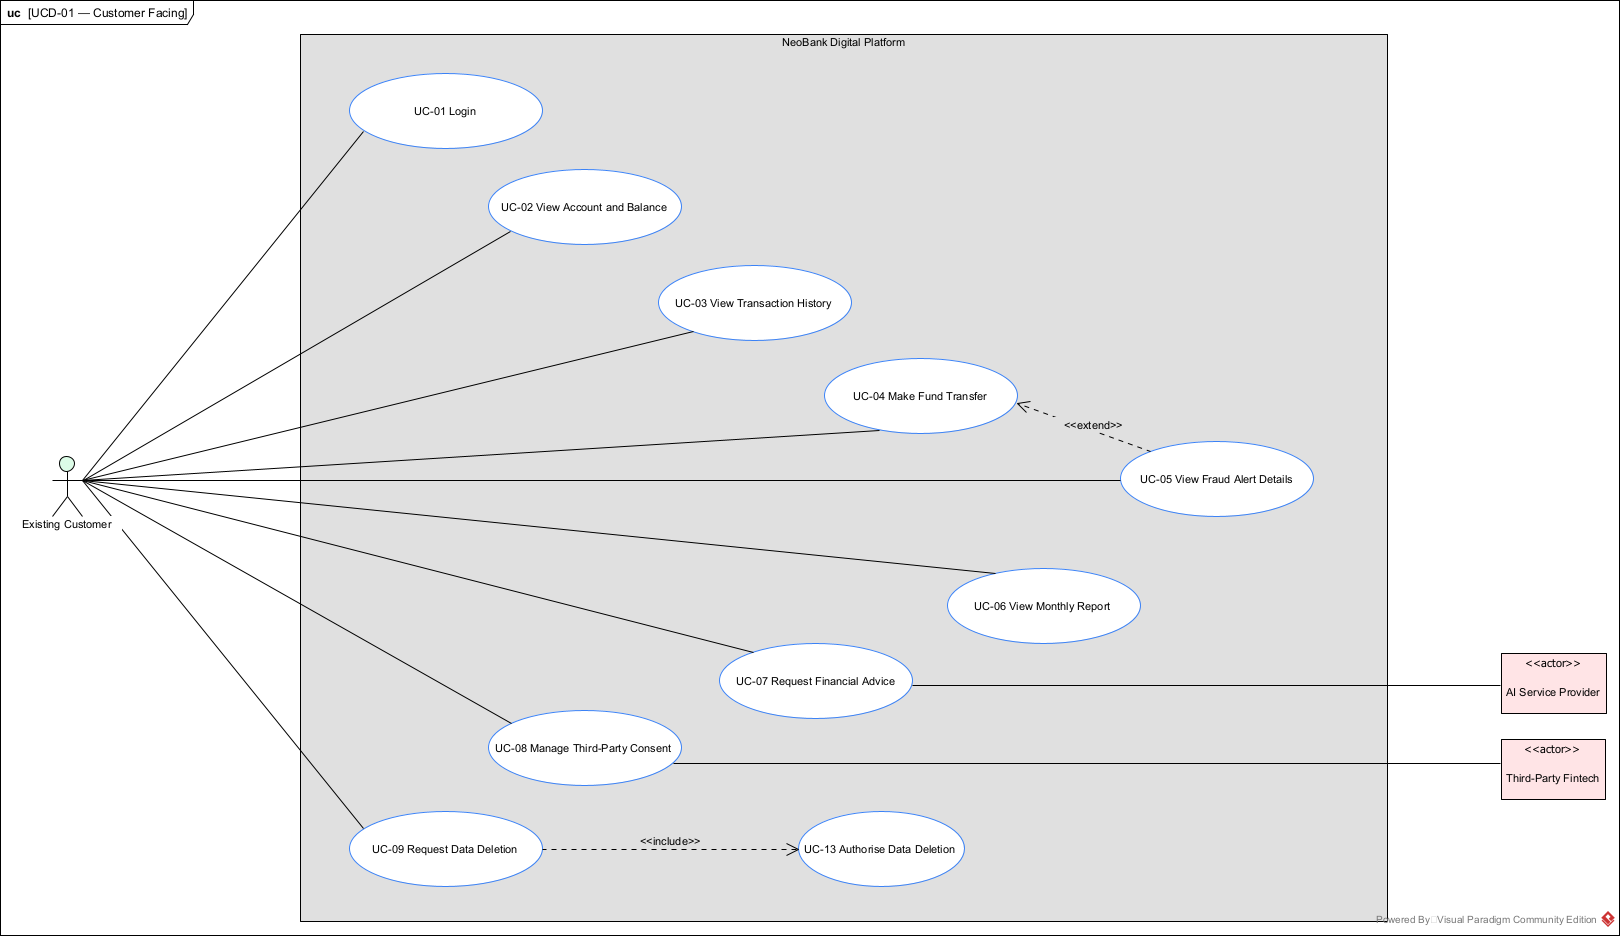 uc [UCD-01 — Customer Facing]
NeoBank Digital Platform
UC-01 Login
UC-02 View Account and Balance
UC-03 View Transaction History
UC-04 Make Fund Transfer
<<extend>>
UC-05 View Fraud Alert Details
Existing Customer
UC-06 View Monthly Report
UC-07 Request Financial Advice
<<actor>>
AI Service Provider
UC-08 Manage Third-Party Consent
<<actor>>
Third-Party Fintech
UC-09 Request Data Deletion
<<include>>
UC-13 Authorise Data Deletion
Powered By Visual Paradigm Community Edition